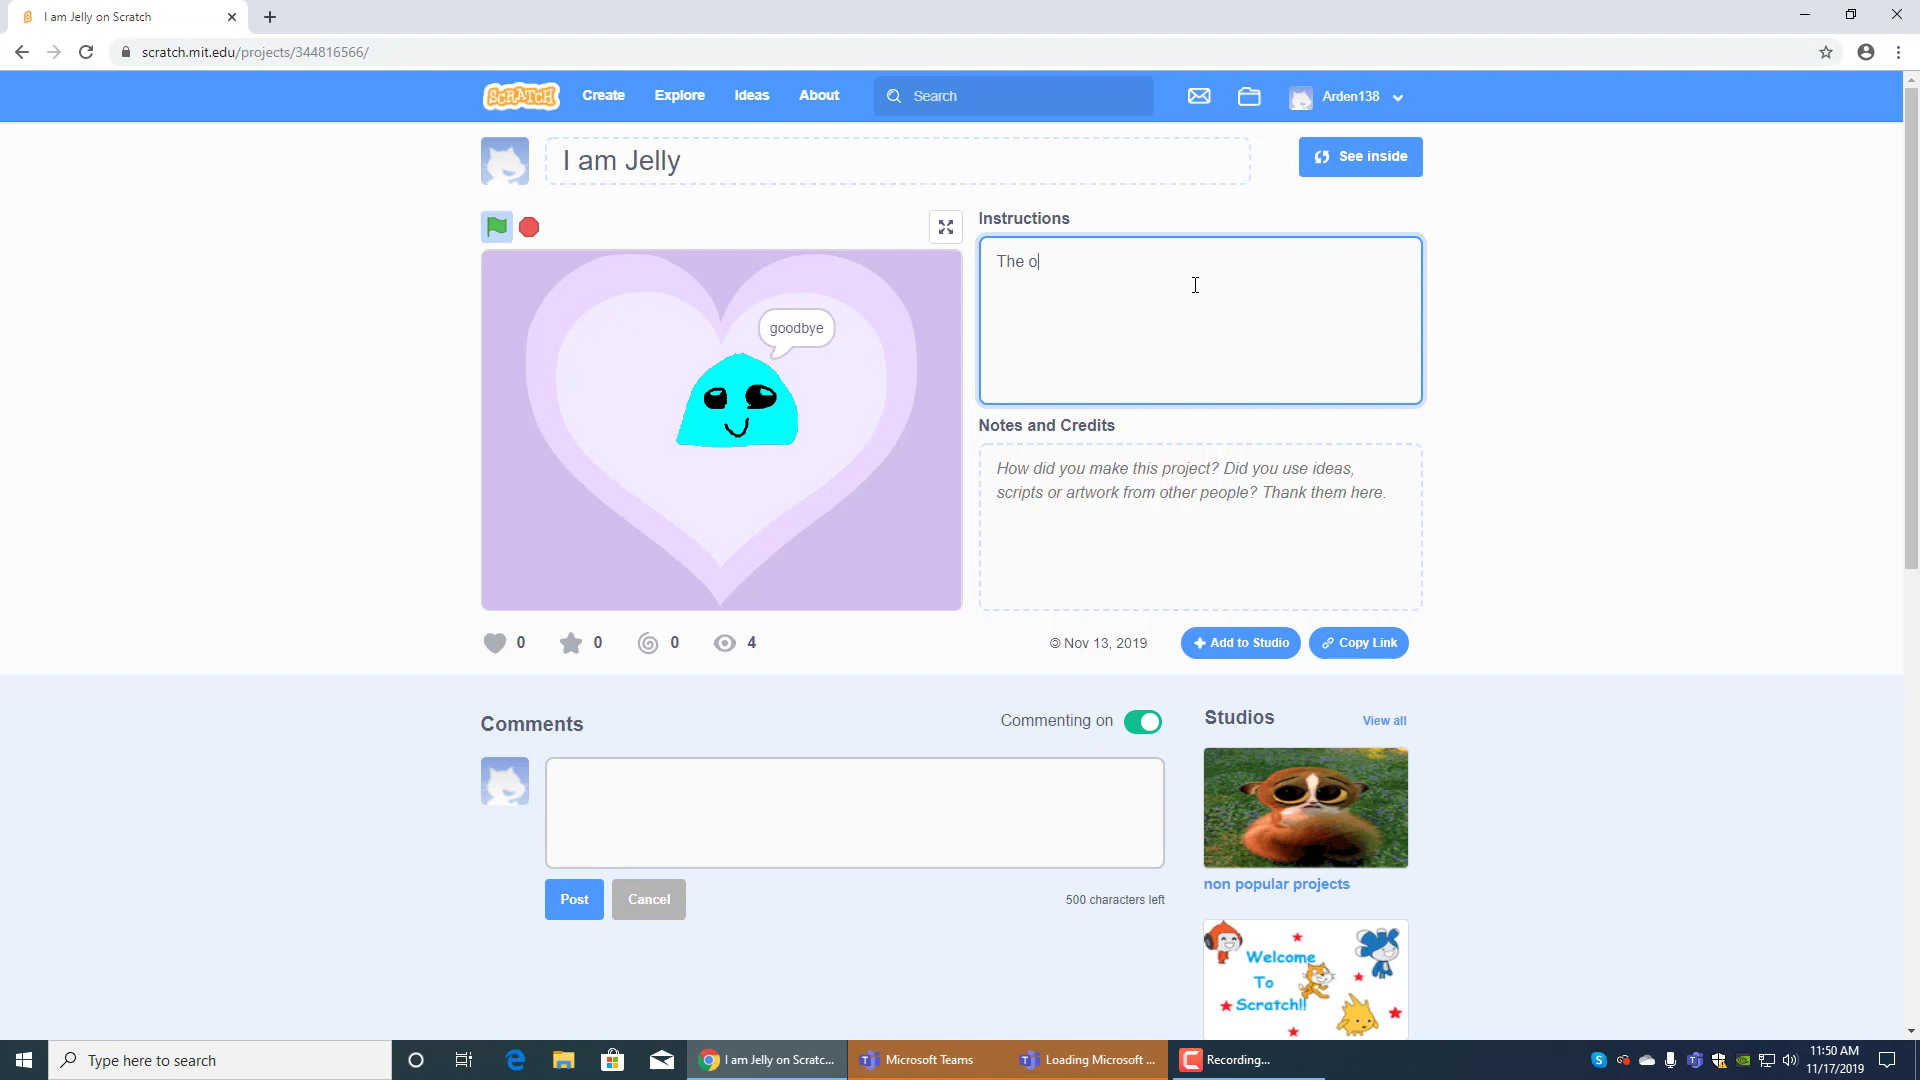 I am Jelly on Scratch
scratch.mit.edu/projects/344816566/
SCRATCH
Create
Explore
Ideas
About
Search
Arden138
I am Jelly
See inside
Instructions
The o
goodbye
Notes and Credits
How did you make this project? Did you use ideas,
scripts or artwork from other people? Thank them here.
0
0
0
4
© Nov 13, 2019
Add to Studio
Copy Link
Comments
Commenting on
Post
Cancel
500 characters left
Studios
View all
non popular projects
Welcome
To
Scratch!!
Type here to search
I am Jelly on Scratc...
Microsoft Teams
Loading Microsoft ...
Recording...
11:50 AM
11/17/2019